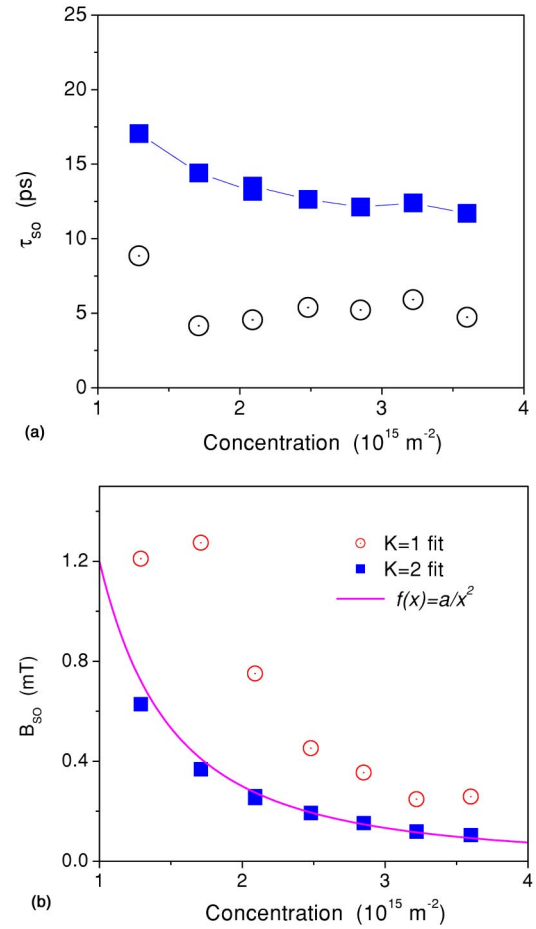 25
20
15
10
5
0
τso (ps)
1 2 3 4
(a)
Concentration (10^15 m^-2)
K=1 fit
K=2 fit
f(x)=a/x^2
1.2
0.8
0.4
0.0
BSO (mT)
1 2 3 4
(b)
Concentration (10^15 m^-2)